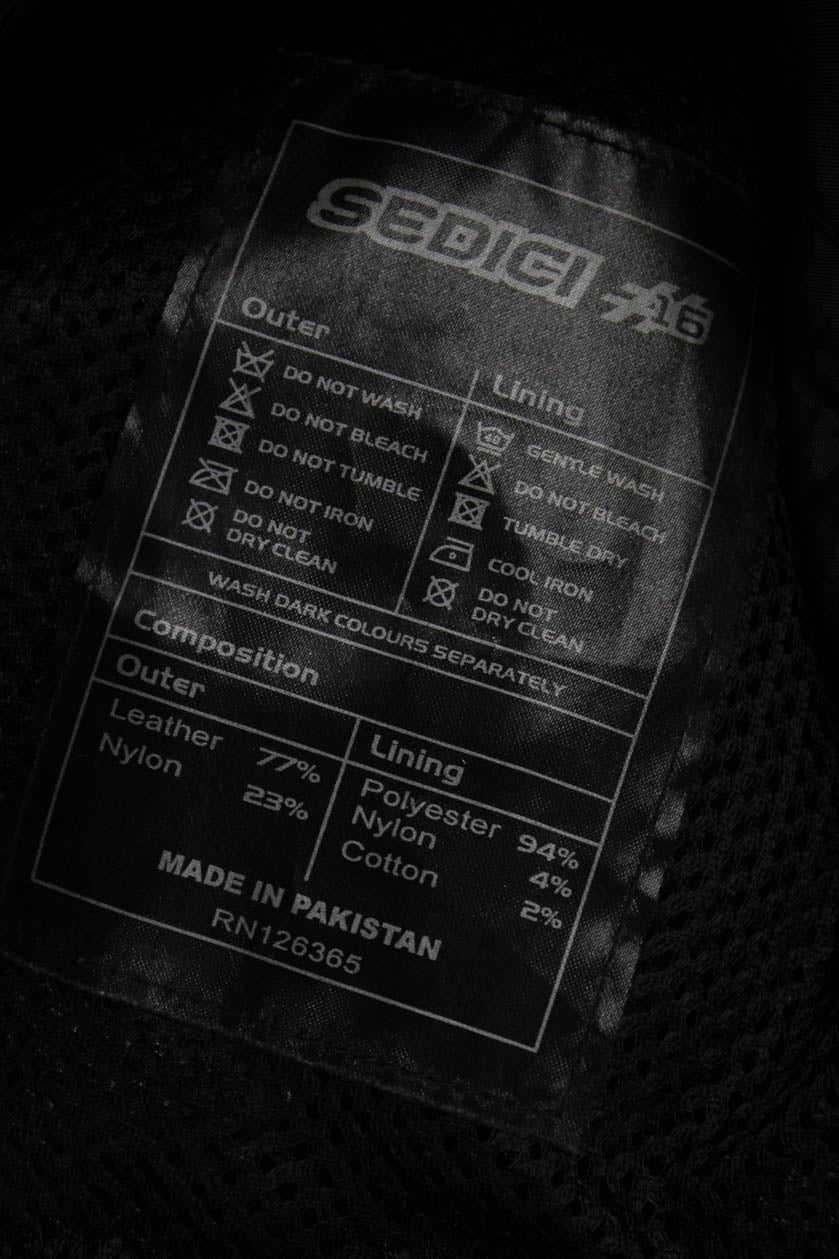 SEDICI #16
Outer
DO NOT WASH
DO NOT BLEACH
DO NOT TUMBLE
DO NOT IRON
DO NOT
DRY CLEAN
Lining
40
GENTLE WASH
DO NOT BLEACH
TUMBLE DRY
COOL IRON
DO NOT
DRY CLEAN
WASH DARK COLOURS SEPARATELY
Composition
Outer
Leather 77%
Nylon 23%
Lining
Polyester 94%
Nylon 4%
Cotton 2%
MADE IN PAKISTAN
RN126365